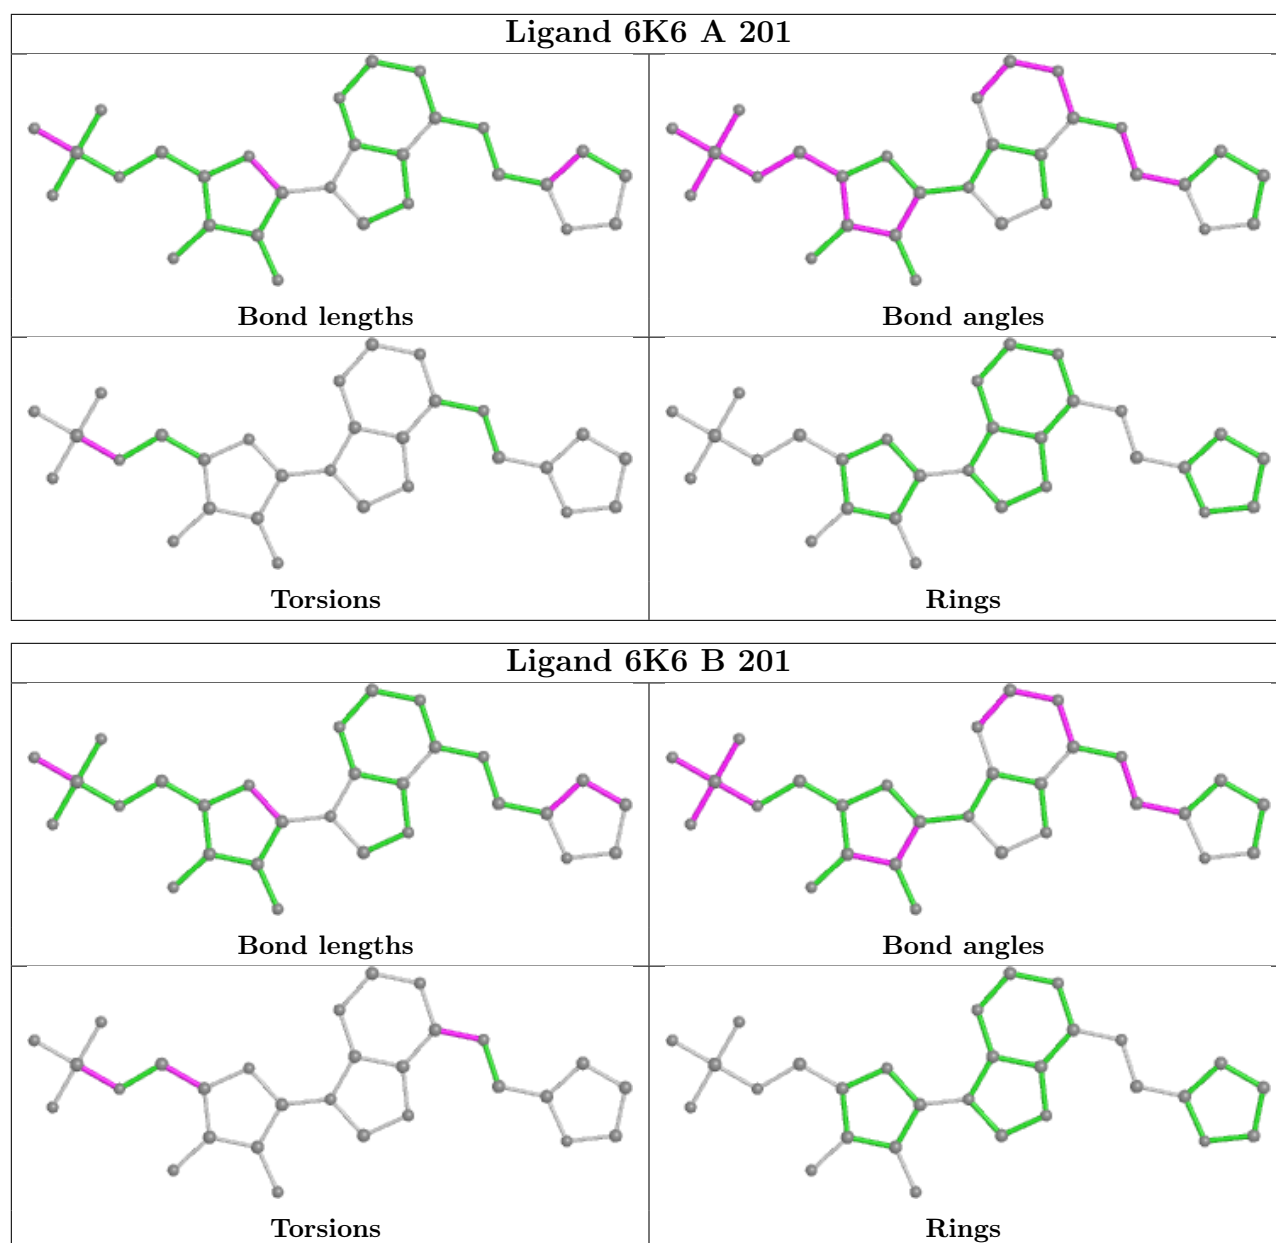 Ligand 6K6 A 201
Bond lengths
Bond angles
Torsions
Rings
Ligand 6K6 B 201
Bond lengths
Bond angles
Torsions
Rings